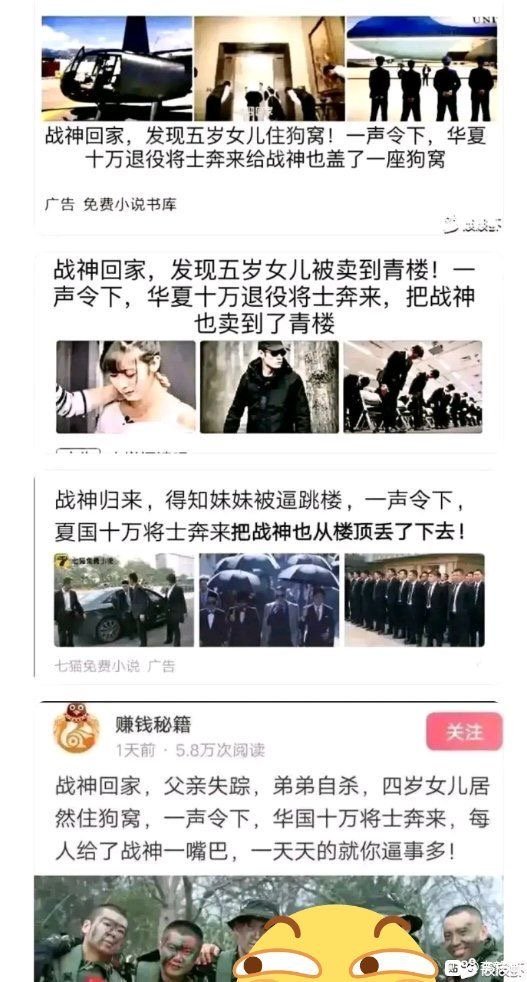 UNI
战神回家，发现五岁女儿住狗窝！一声令下，华夏
十万退役将士奔来给战神也盖了一座狗窝
广告 免费小说书库
战神回家，发现五岁女儿被卖到青楼！一
声令下，华夏十万退役将士奔来，把战神
也卖到了青楼
战神归来，得知妹妹被逼跳楼，一声令下，
夏国十万将士奔来把战神也从楼顶丢了下去！
七猫免费小说
七猫免费小说 广告
赚钱秘籍
关注
1天前 · 5.8万次阅读
战神回家，父亲失踪，弟弟自杀，四岁女儿居
然住狗窝，一声令下，华国十万将士奔来，每
人给了战神一嘴巴，一天天的就你逼事多！